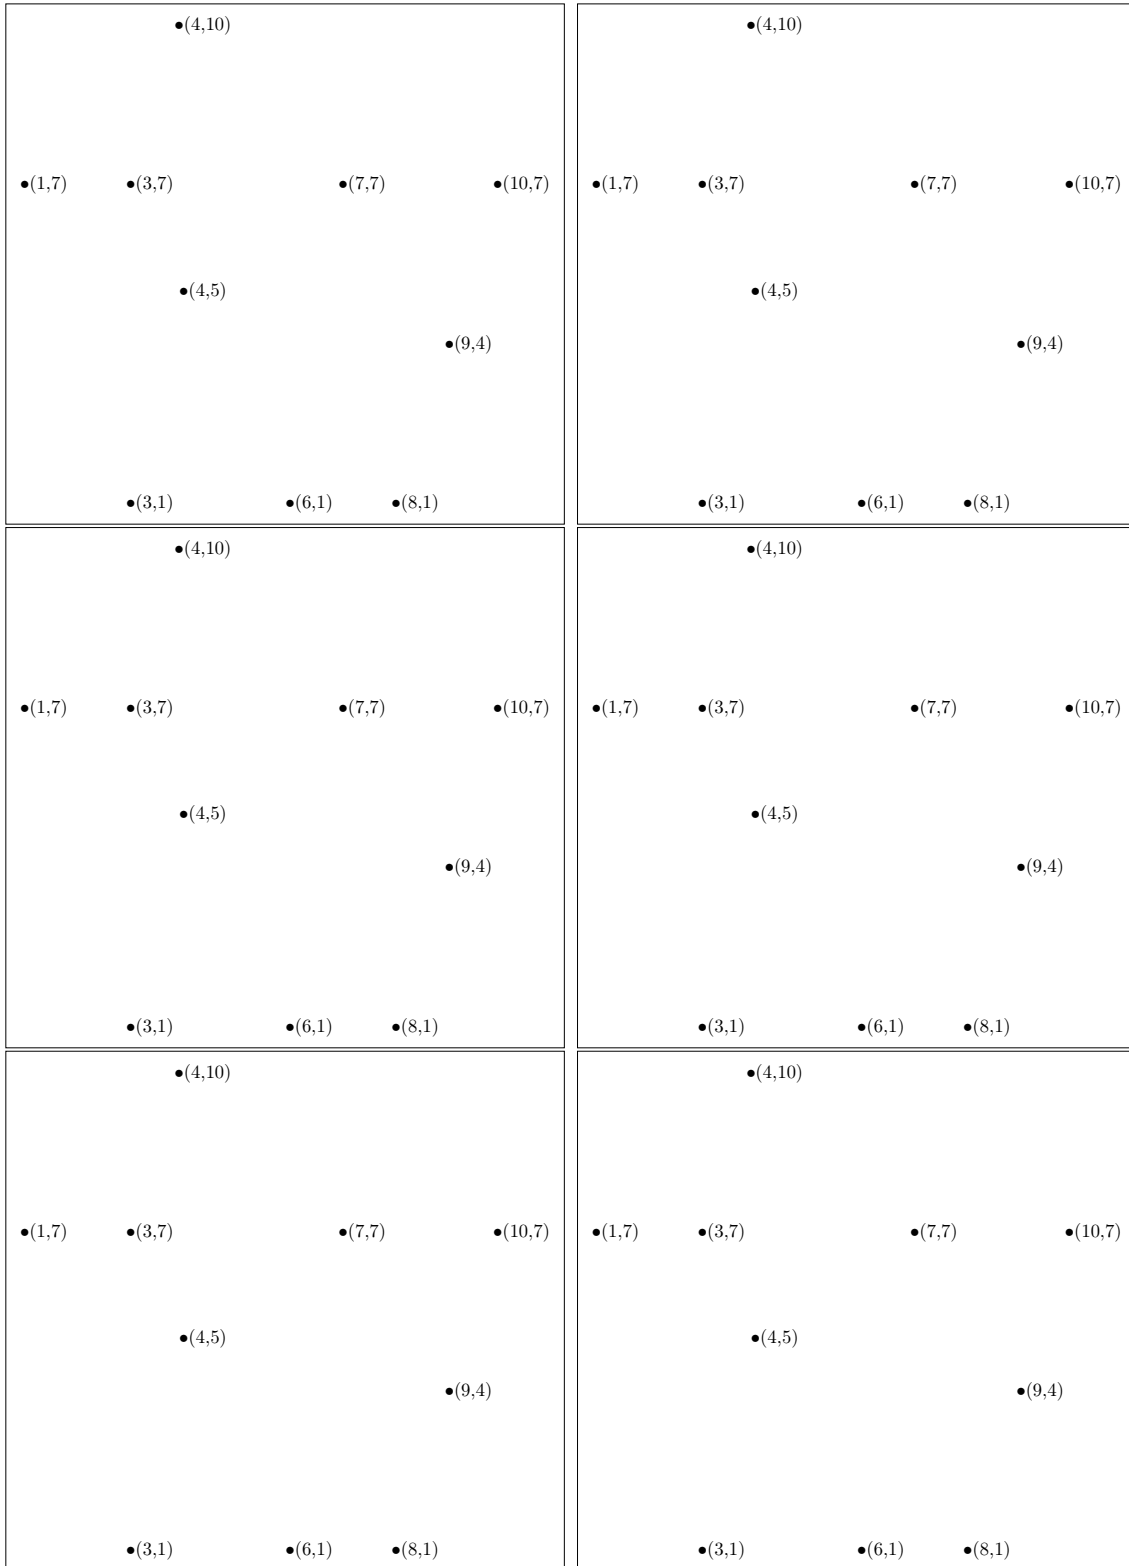 •(4,10) •(4,10)
•(1,7) •(3,7) •(7,7) •(10,7) •(1,7) •(3,7) •(7,7) •(10,7)
•(4,5) •(4,5)
•(9,4) •(9,4)
•(3,1) •(6,1) •(8,1) •(3,1) •(6,1) •(8,1)
•(4,10) •(4,10)
•(1,7) •(3,7) •(7,7) •(10,7) •(1,7) •(3,7) •(7,7) •(10,7)
•(4,5) •(4,5)
•(9,4) •(9,4)
•(3,1) •(6,1) •(8,1) •(3,1) •(6,1) •(8,1)
•(4,10) •(4,10)
•(1,7) •(3,7) •(7,7) •(10,7) •(1,7) •(3,7) •(7,7) •(10,7)
•(4,5) •(4,5)
•(9,4) •(9,4)
•(3,1) •(6,1) •(8,1) •(3,1) •(6,1) •(8,1)